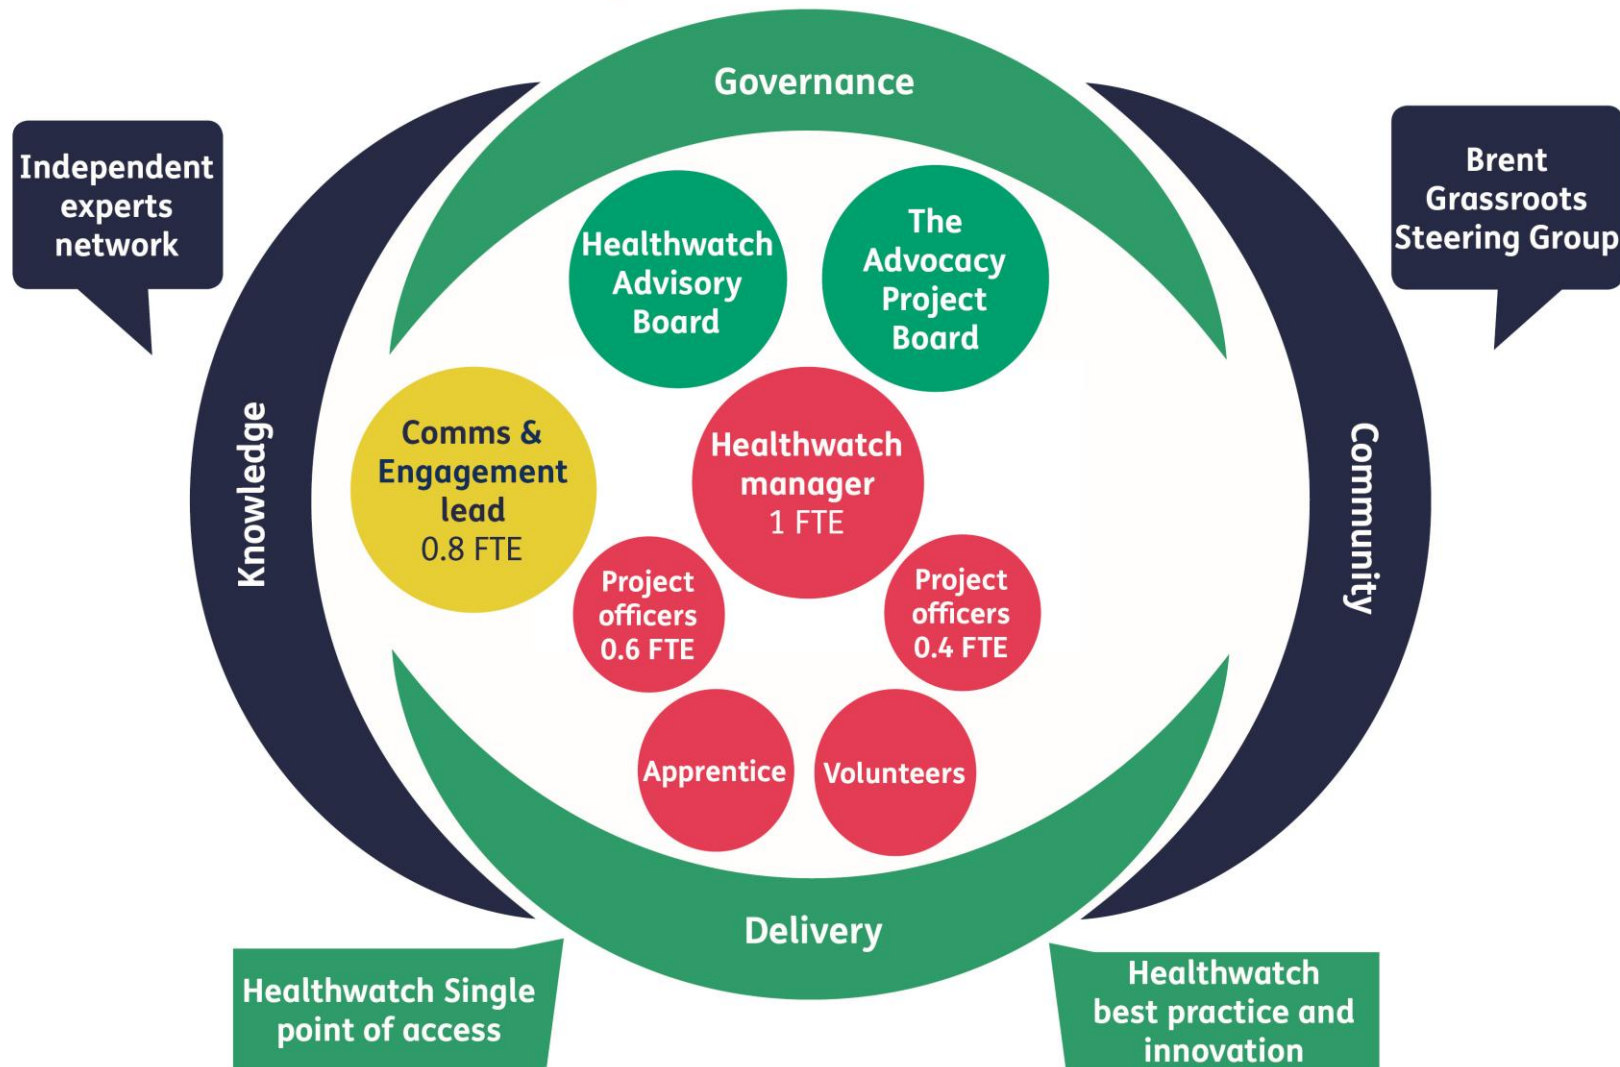 Governance
Independent
experts
network
Brent
Grassroots
Steering Group
Healthwatch
Advisory
Board
The
Advocacy
Project
Board
Knowledge
Comms &
Engagement
lead
0.8 FTE
Healthwatch
manager
1 FTE
Community
Project
officers
0.6 FTE
Project
officers
0.4 FTE
Apprentice
Volunteers
Delivery
Healthwatch Single
point of access
Healthwatch
best practice and
innovation